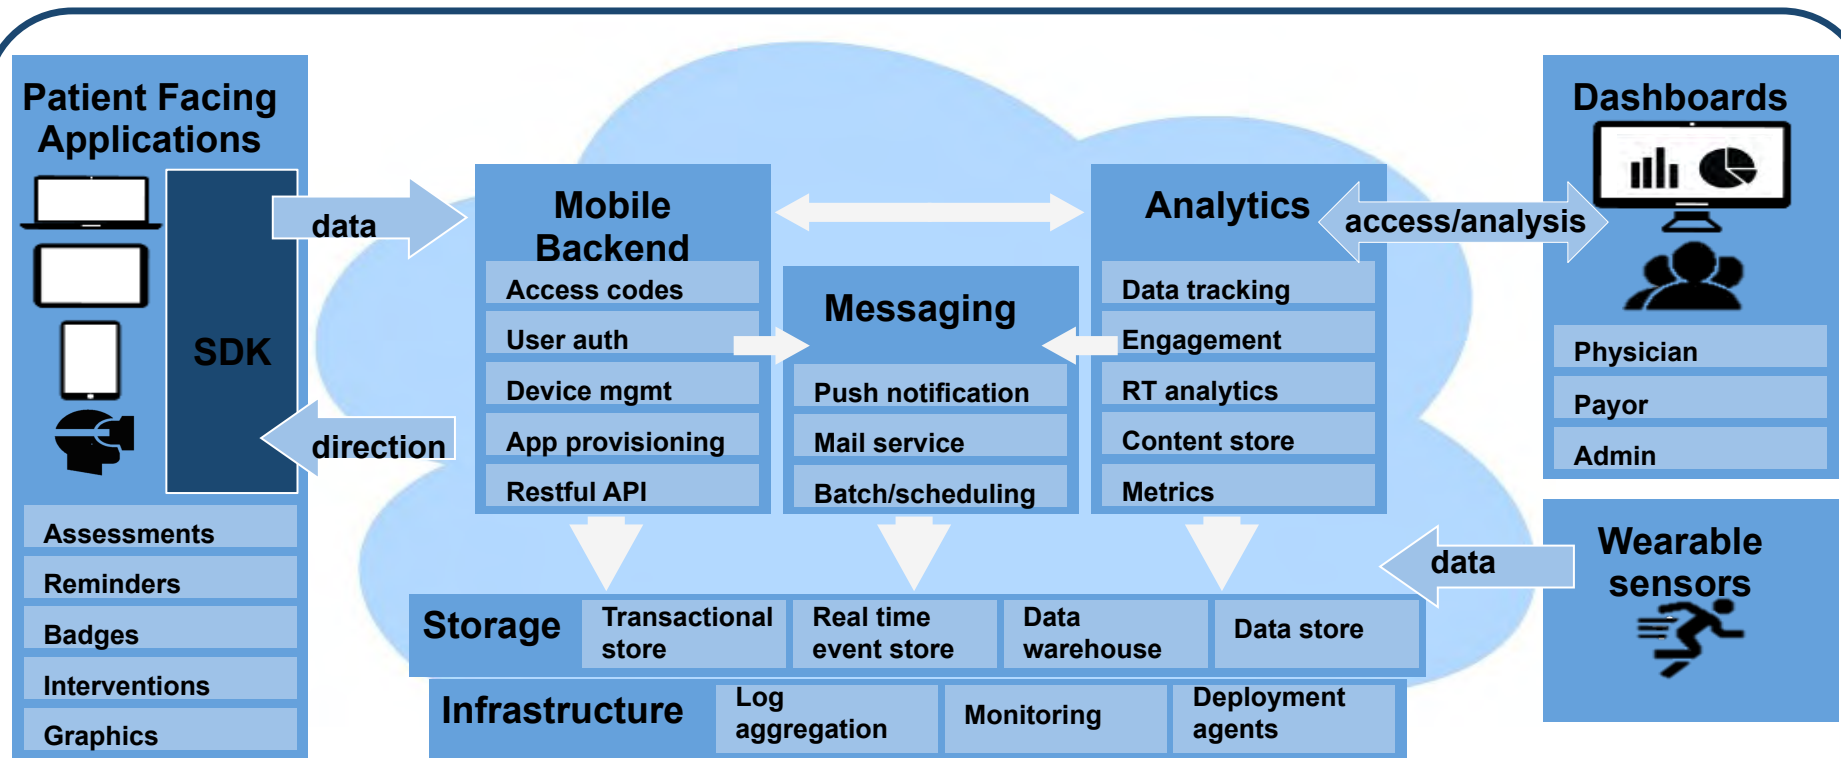 Patient Facing
Applications
SDK
Assessments
Reminders
Badges
Interventions
Graphics
data
direction
Mobile
Backend
Access codes
User auth
Device mgmt
App provisioning
Restful API
Messaging
Push notification
Mail service
Batch/scheduling
Analytics
Data tracking
Engagement
RT analytics
Content store
Metrics
access/analysis
Dashboards
Physician
Payor
Admin
Wearable
sensors
data
Storage
Transactional
store
Real time
event store
Data
warehouse
Data store
Infrastructure
Log
aggregation
Monitoring
Deployment
agents